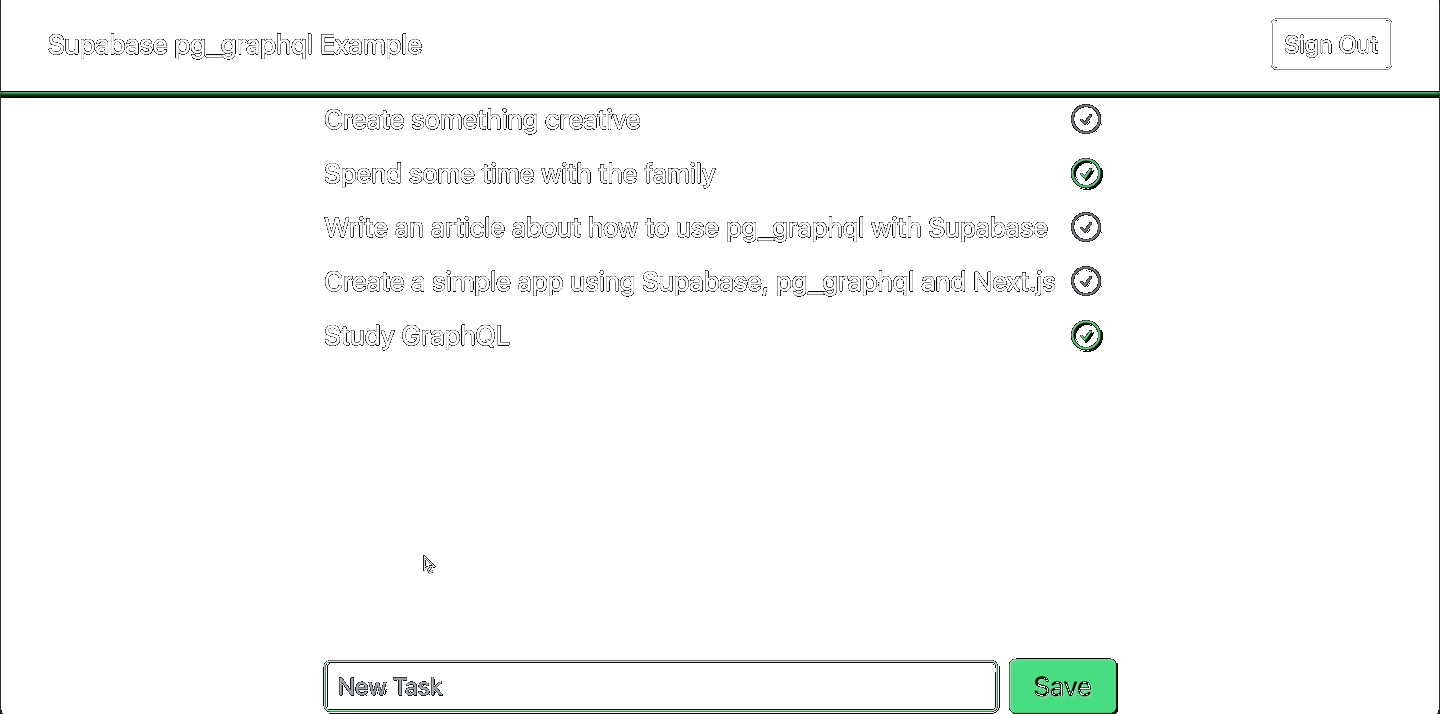 Supabase pg_graphql Example
Sign Out
Create something creative
Spend some time with the family
Write an article about how to use pg_graphql with Supabase
Create a simple app using Supabase, pg_graphql and Next.js
Study GraphQL
New Task
Save